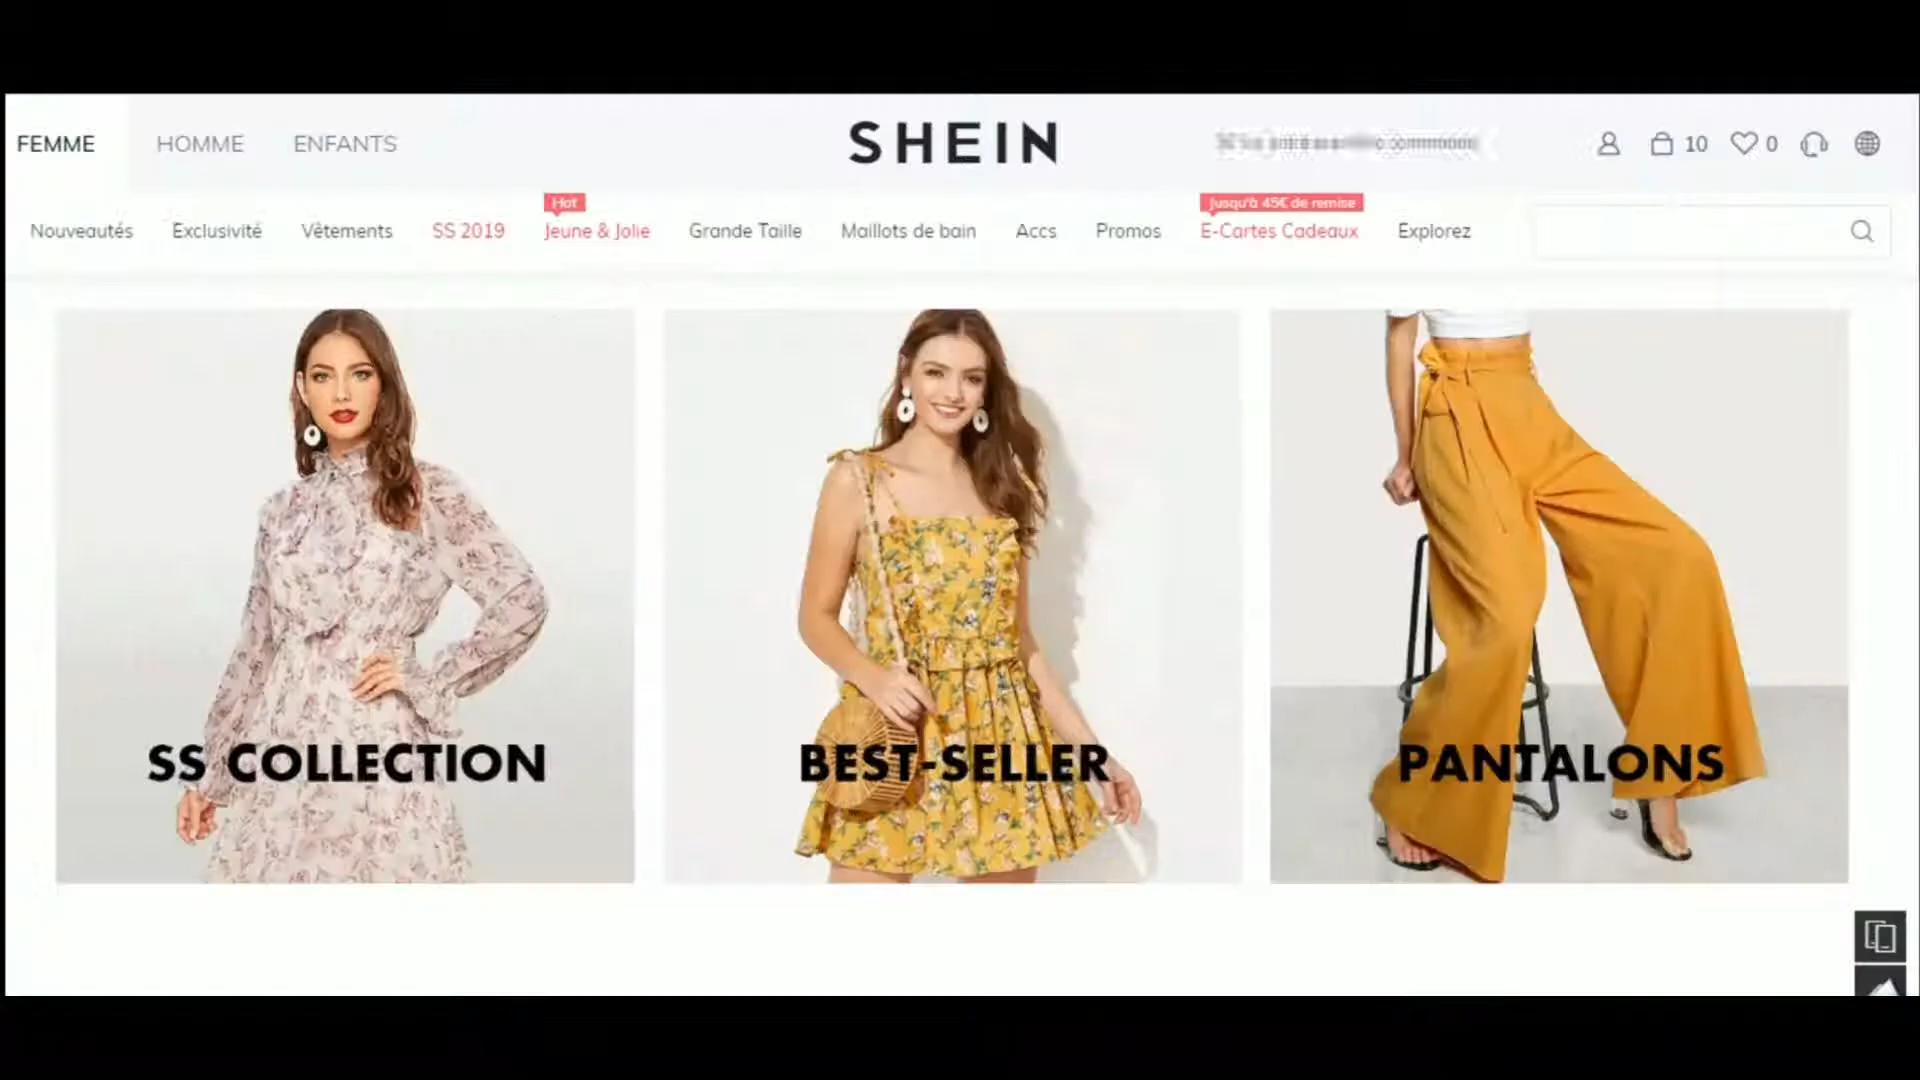 FEMME
HOMME
ENFANTS
SHEIN
10
0
Hot
Jusqu'à 45€ de remise
Nouveautés
Exclusivité
Vêtements
SS 2019
Jeune & Jolie
Grande Taille
Maillots de bain
Accs
Promos
E-Cartes Cadeaux
Explorez
SS COLLECTION
BEST-SELLER
PANTALONS